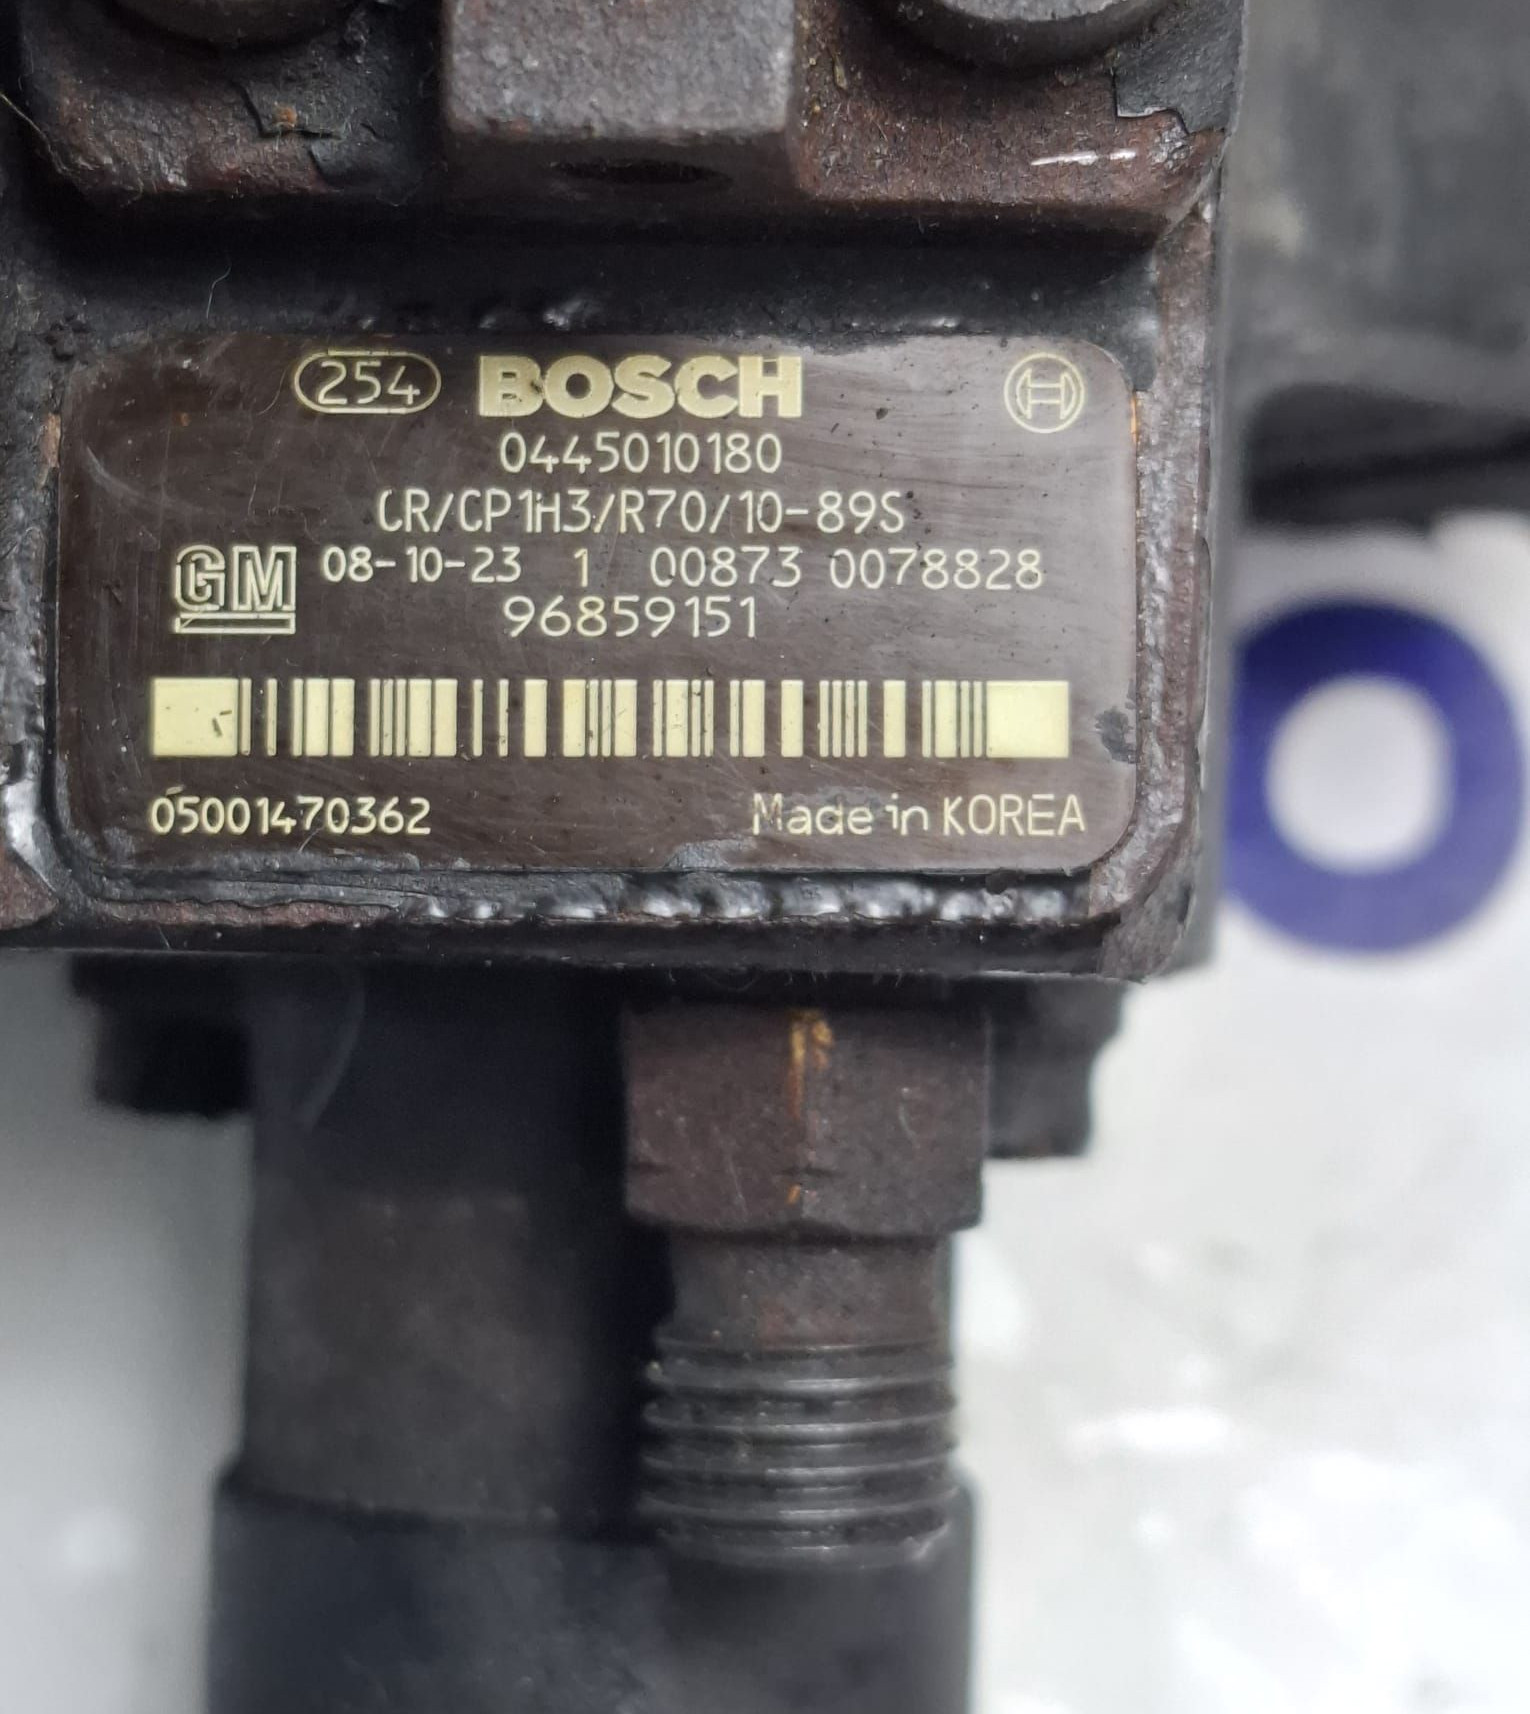 254 BOSCH
0445010180
CR/CP1H3/R70/10-89S
GM 08-10-23 1 00873 0078828
96859151
05001470362 Made in KOREA